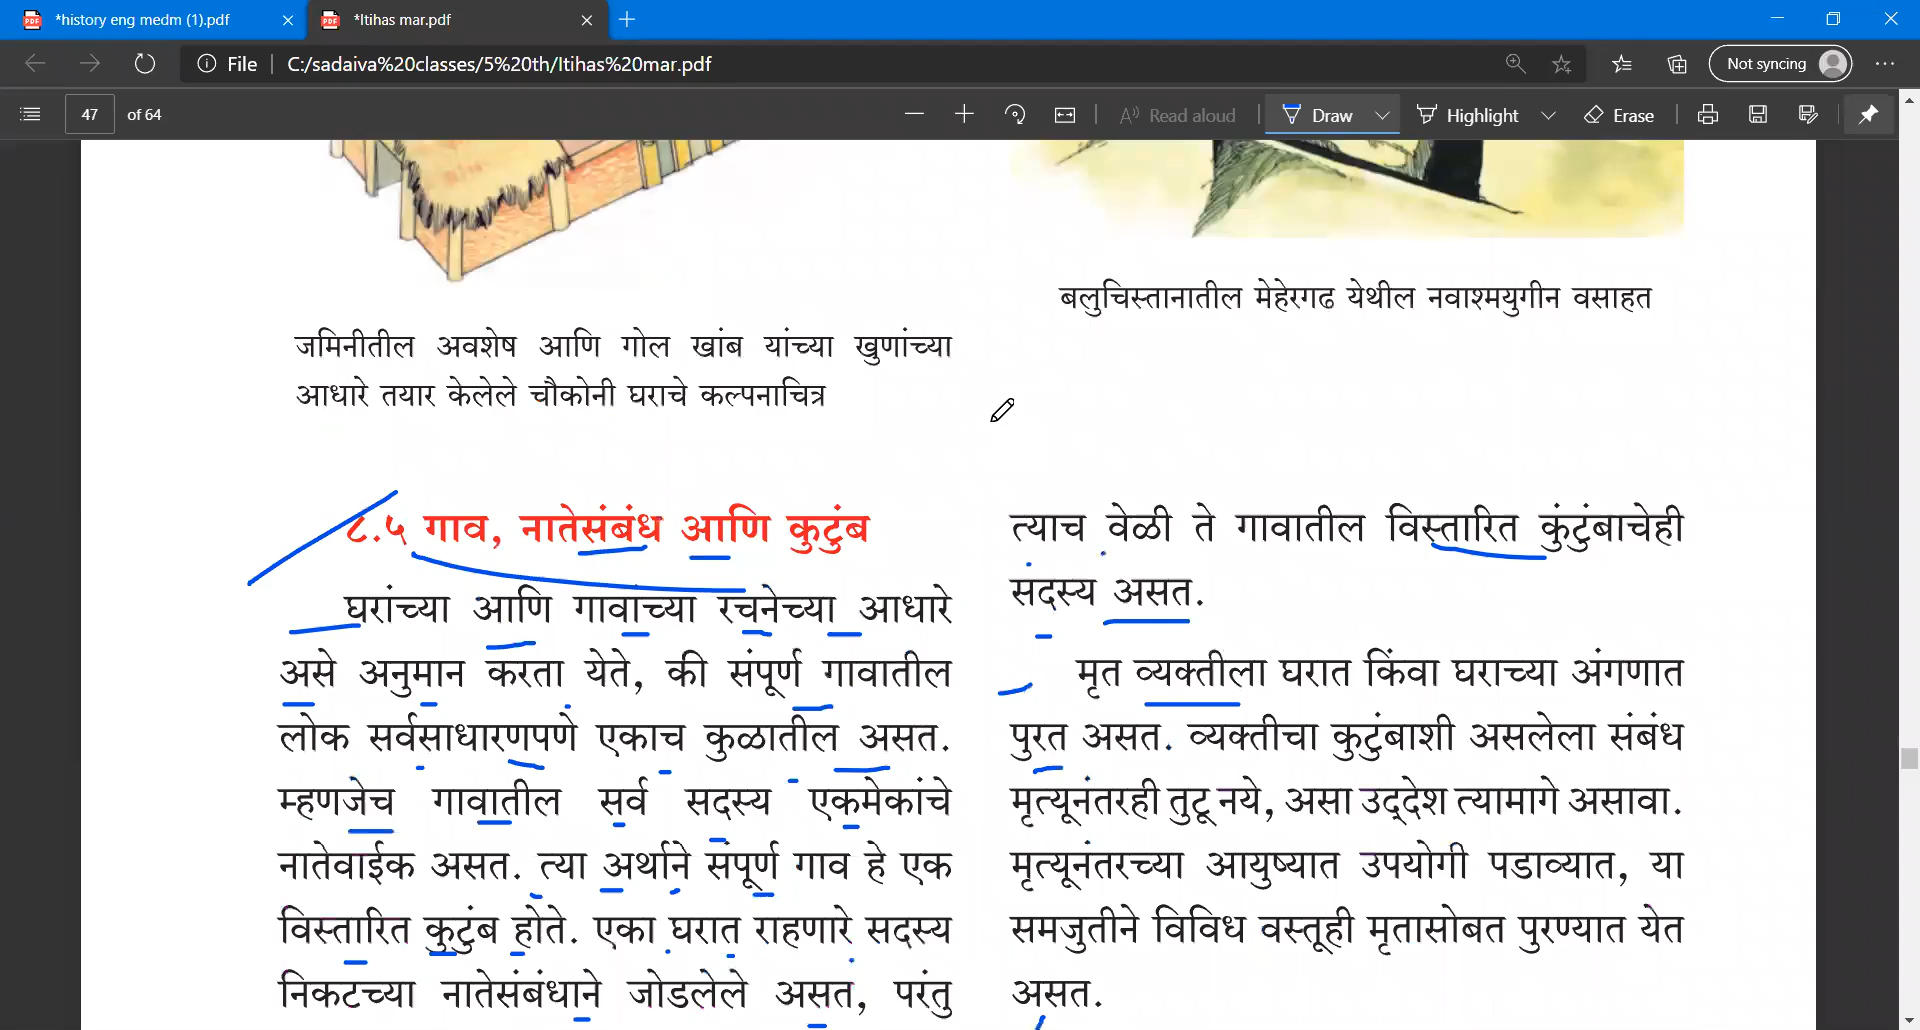 *history eng medm (1).pdf
*Itihas mar.pdf
File
C:/sadaiva%20classes/5%20th/Itihas%20mar.pdf
Not syncing
47 of 64
Read aloud
Draw
Highlight
Erase
जमिनीतील अवशेष आणि गोल खांब यांच्या खुणांच्या
आधारे तयार केलेले चौकोनी घराचे कल्पनाचित्र
बलुचिस्तानातील मेहेरगढ येथील नवाश्मयुगीन वसाहत
८.५ गाव, नातेसंबंध आणि कुटुंब
घरांच्या आणि गावांच्या रचनेच्या आधारे
असे अनुमान करता येते, की संपूर्ण गावातील
लोक सर्वसाधारणपणे एकाच कुळातील असत.
म्हणजेच गावातील सर्व सदस्य एकमेकांचे
नातेवाईक असत. त्या अर्थाने संपूर्ण गाव हे एक
विस्तारित कुटुंब होते. एका घरात राहणारे सदस्य
निकटच्या नातेसंबंधाने जोडलेले असत, परंतु
त्याच वेळी ते गावातील विस्तारित कुंटुंबाचेही
सदस्य असत.
मृत व्यक्तीला घरात किंवा घराच्या अंगणात
पुरत असत. व्यक्तीचा कुटुंबाशी असलेला संबंध
मृत्यूनंतरही तुटू नये, असा उद्देश त्यामागे असावा.
मृत्यूनंतरच्या आयुष्यात उपयोगी पडाव्यात, या
समजुतीने विविध वस्तूही मृतासोबत पुरण्यात येत
असत.